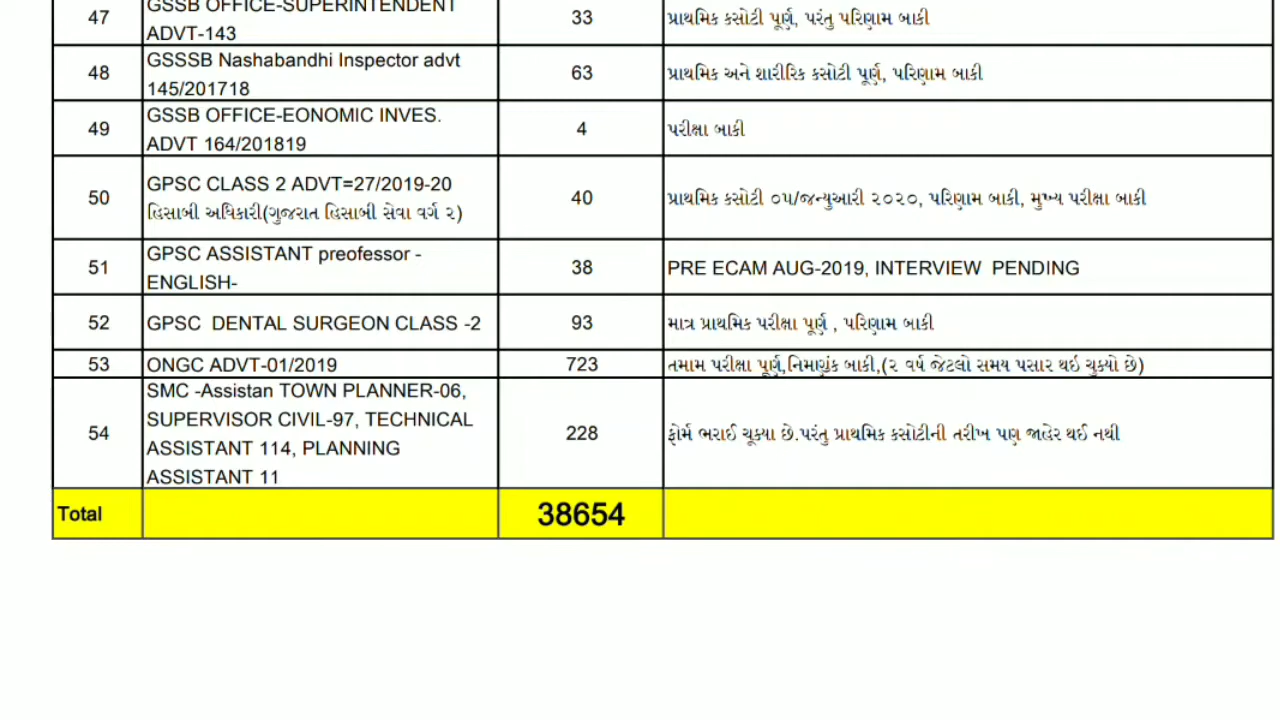 47 GSSB OFFICE-SUPERINTENDENT 33 પ્રાથમિક કસોટી પૂર્ણ, પરંતુ પરિણામ બાકી
ADVT-143
48 GSSSB Nashabandhi Inspector advt 63 પ્રાથમિક અને શારીરિક કસોટી પૂર્ણ, પરિણામ બાકી
145/201718
49 GSSB OFFICE-EONOMIC INVES. 4 પરીક્ષા બાકી
ADVT 164/201819
50 GPSC CLASS 2 ADVT=27/2019-20 40 પ્રાથમિક કસોટી ૦૫/જન્યુઆરી ૨૦૨૦, પરિણામ બાકી, મુખ્ય પરીક્ષા બાકી
હિસાબી અધિકારી(ગુજરાત હિસાબી સેવા વર્ગ ૨)
51 GPSC ASSISTANT preofessor - 38 PRE ECAM AUG-2019, INTERVIEW PENDING
ENGLISH-
52 GPSC DENTAL SURGEON CLASS -2 93 માત્ર પ્રાથમિક પરીક્ષા પૂર્ણ , પરિણામ બાકી
53 ONGC ADVT-01/2019 723 તમામ પરીક્ષા પૂર્ણ,નિમણુંક બાકી,(૨ વર્ષ જેટલો સમય પસાર થઇ ચુક્યો છે)
54 SMC -Assistan TOWN PLANNER-06, 228 ફોર્મ ભરાઈ ચૂક્યા છે.પરંતુ પ્રાથમિક કસોટીની તરીખ પણ જાહેર થઈ નથી
SUPERVISOR CIVIL-97, TECHNICAL
ASSISTANT 114, PLANNING
ASSISTANT 11
Total 38654